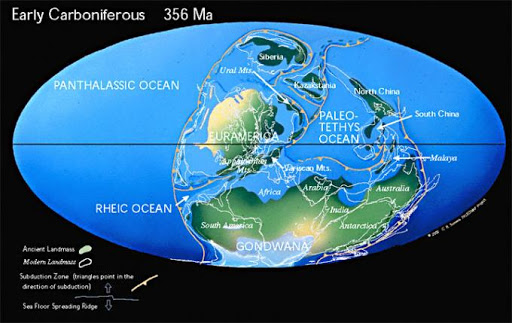 Early Carboniferous 356 Ma
Siberia
Ural Mts.
PANTHALASSIC OCEAN
Kazakstania
North China
PALEO-
TETHYS
OCEAN
South China
EURAMERICA
Appalachian
Mts.
Variscan Mts.
Malaya
Africa
Arabia
Australia
RHEIC OCEAN
India
South America
Antarctica
GONDWANA
Ancient Landmass
Modern Landmass
Subduction Zone (triangles point in the
direction of subduction)
Sea Floor Spreading Ridge